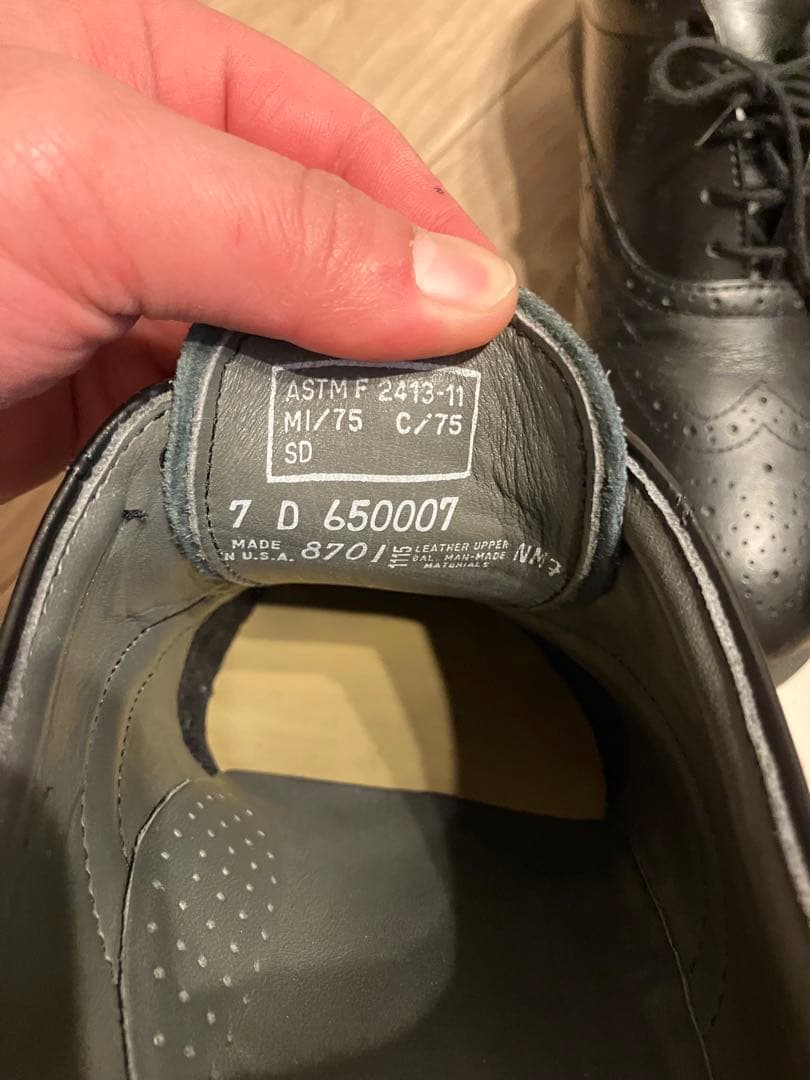 ASTM F 2413-11
MI/75 C/75
SD
7 D 650007
MADE
IN U.S.A. 8701 1115 LEATHER UPPER
BAL. MAN-MADE
MATERIALS